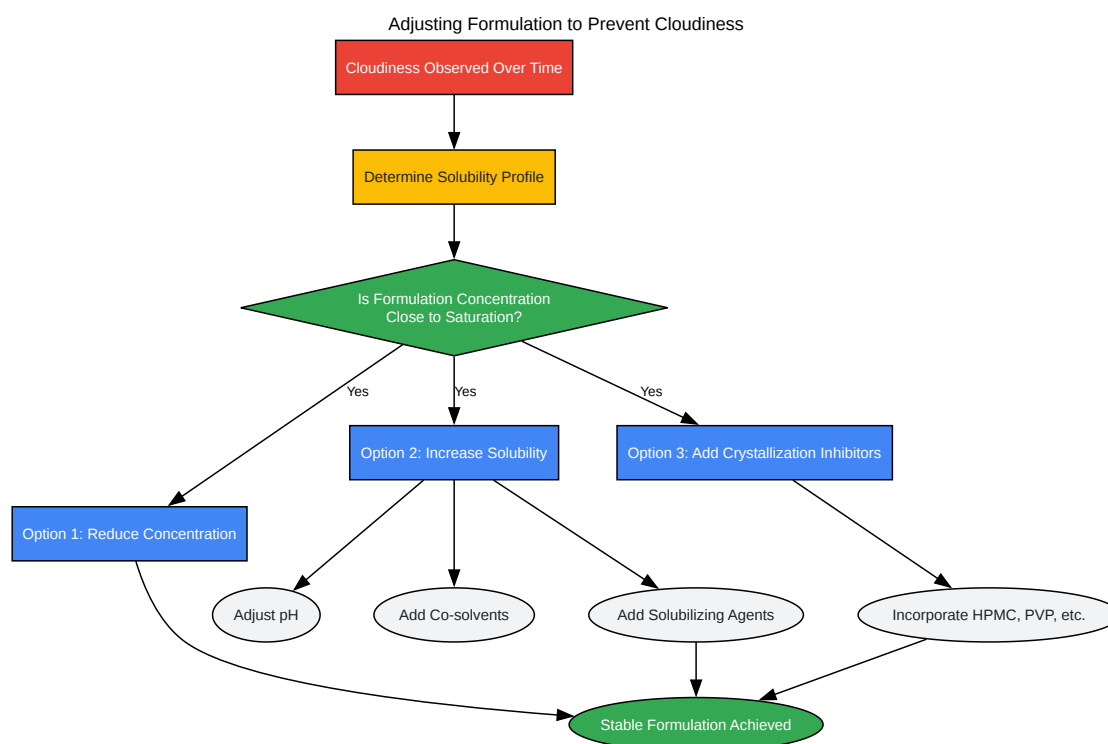 Adjusting Formulation to Prevent Cloudiness
Cloudiness Observed Over Time
Determine Solubility Profile
Is Formulation Concentration
Close to Saturation?
Yes
Yes
Yes
Option 2: Increase Solubility
Option 3: Add Crystallization Inhibitors
Option 1: Reduce Concentration
Adjust pH
Add Co-solvents
Add Solubilizing Agents
Incorporate HPMC, PVP, etc.
Stable Formulation Achieved